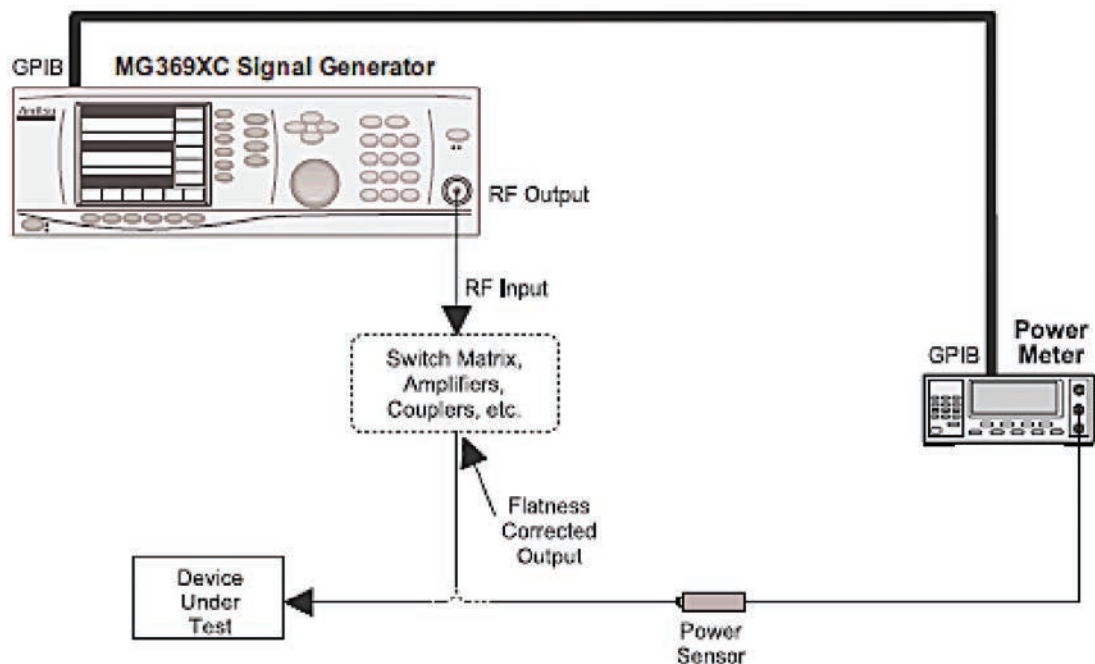 GPIB
MG369XC Signal Generator
Anritsu
RF Output
RF Input
Switch Matrix,
Amplifiers,
Couplers, etc.
GPIB
Power
Meter
Flatness
Corrected
Output
Device
Under
Test
Power
Sensor